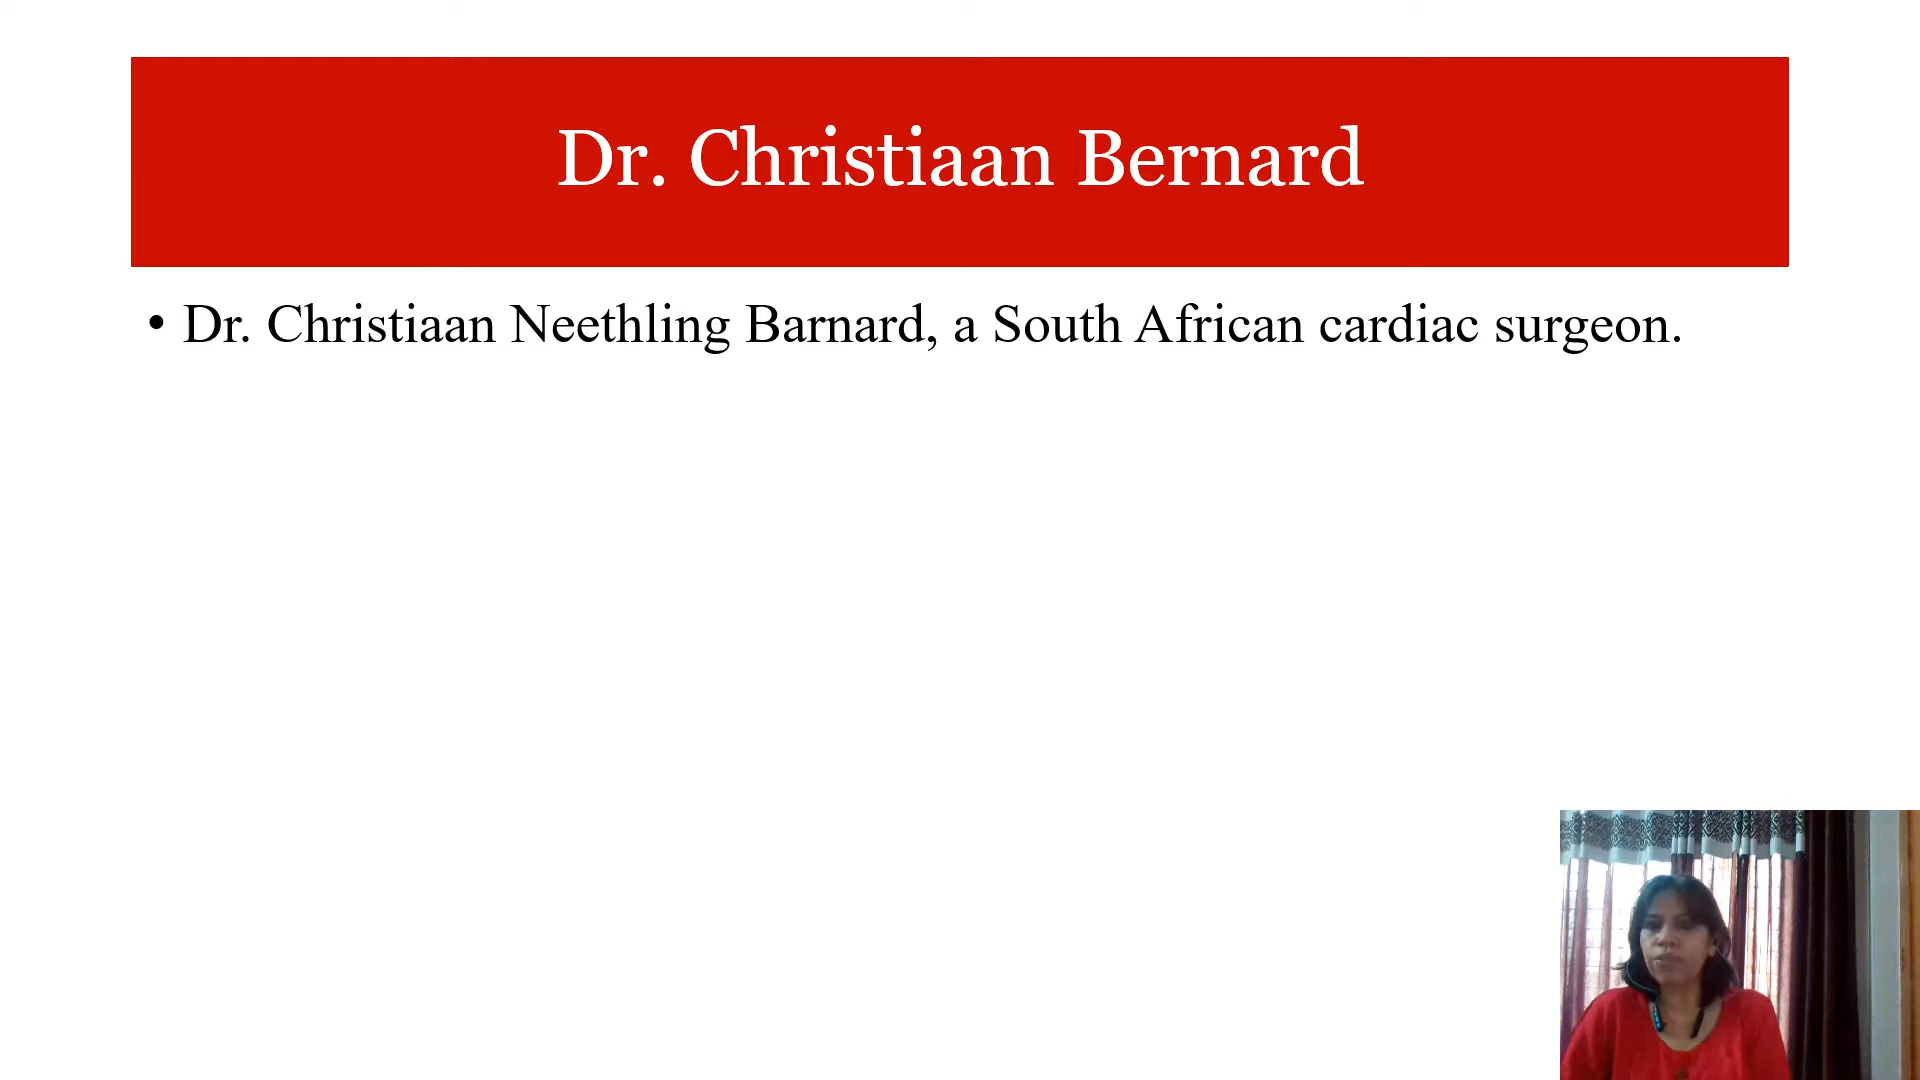 Dr. Christiaan Bernard
• Dr. Christiaan Neethling Barnard, a South African cardiac surgeon.